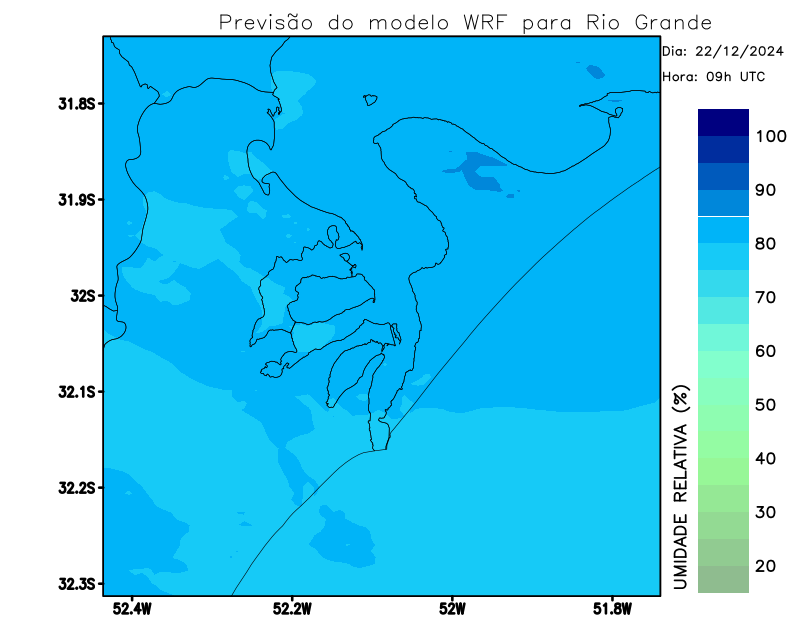 Previsão do modelo WRF para Rio Grande
Dia: 22/12/2024
Hora: 09h UTC
31.8S
31.9S
32S
32.1S
32.2S
32.3S
52.4W
52.2W
52W
51.8W
100
90
80
70
60
50
40
30
20
UMIDADE RELATIVA (%)